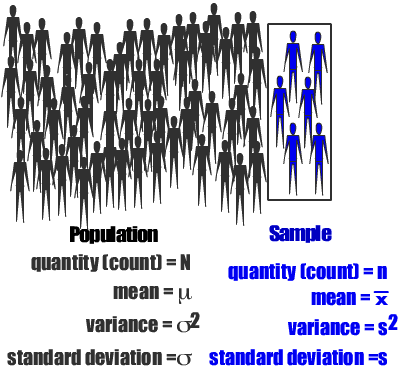 Population
quantity (count) = N
mean = μ
variance = σ²
standard deviation =σ
Sample
quantity (count) = n
mean = x̅
variance = s²
standard deviation =s